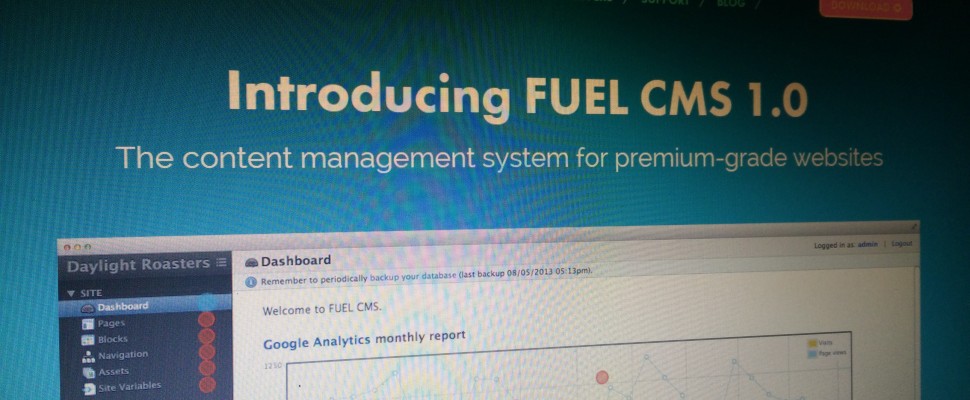 SUPPORT / BLOG /
DOWNLOAD
Introducing FUEL CMS 1.0
The content management system for premium-grade websites
Logged in as: admin | Logout
Daylight Roasters
Dashboard
Remember to periodically backup your database (last backup 08/05/2013 05:13pm).
SITE
Dashboard
Pages
Blocks
Navigation
Assets
Site Variables
Welcome to FUEL CMS.
Google Analytics monthly report
Visits
Page views
1250